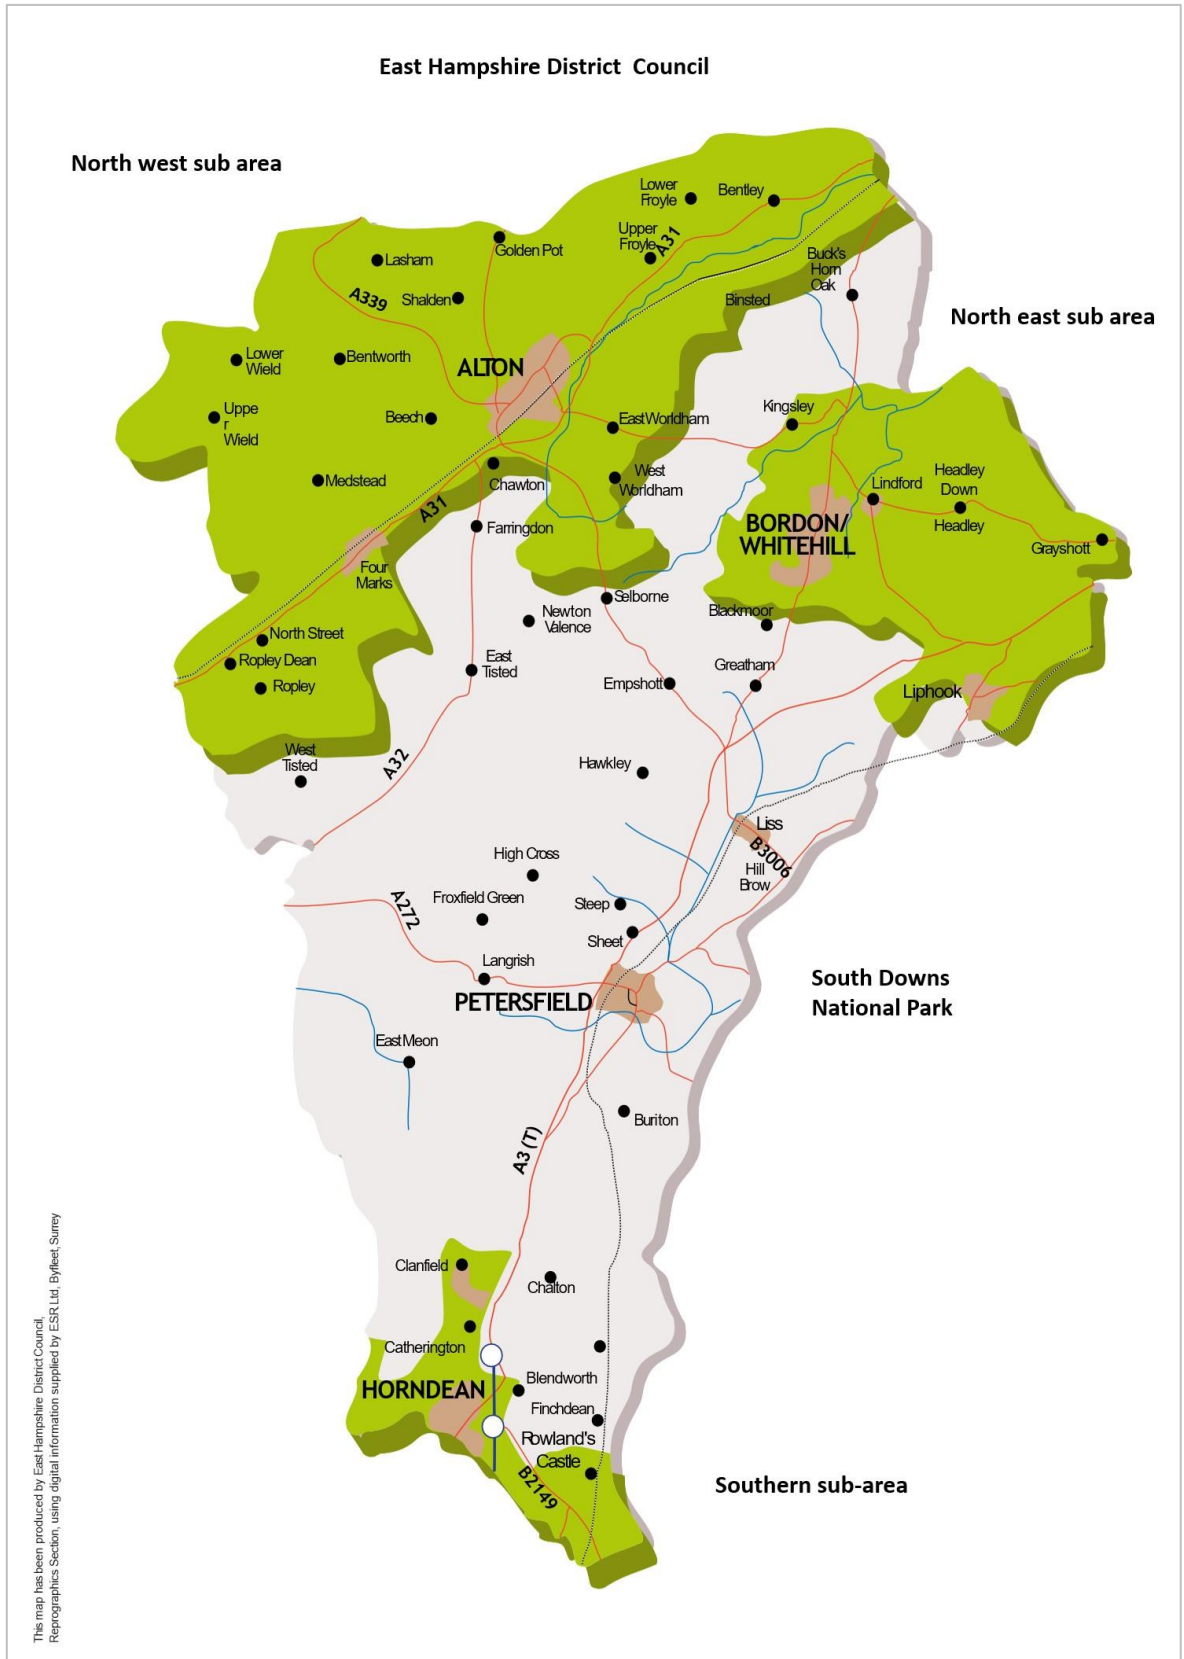 East Hampshire District  Council
North west sub area
Lower
Froyle
Bentley
Upper
Froyle
A31
Golden Pot
Buck's
Horn
Oak
Lasham
A339
Shalden
Binsted
North east sub area
Lower
Wield
Bentworth
ALTON
Uppe
r
Wield
Beech
East Worldham
Kingsley
Medstead
West
Worldham
Chawton
A31
Lindford
Headley
Down
Headley
Farringdon
BORDON/
WHITEHILL
Grayshott
Four
Marks
Selborne
Newton
Valence
Blackmoor
North Street
Ropley Dean
Ropley
East
Tisted
Empshott
Greatham
Liphook
West
Tisted
A32
Hawkley
Liss
B3006
Hill
Brow
High Cross
Froxfield Green
A272
Steep
Sheet
Langrish
PETERSFIELD
South Downs
National Park
East Meon
Buriton
A3 (T)
Clanfield
Chalton
Catherington
HORNDEAN
Blendworth
Finchdean
Rowland's
Castle
B2149
Southern sub-area
This map has been produced by East Hampshire District Council,
Reprographics Section, using digital information supplied by ESR Ltd, Byfleet, Surrey